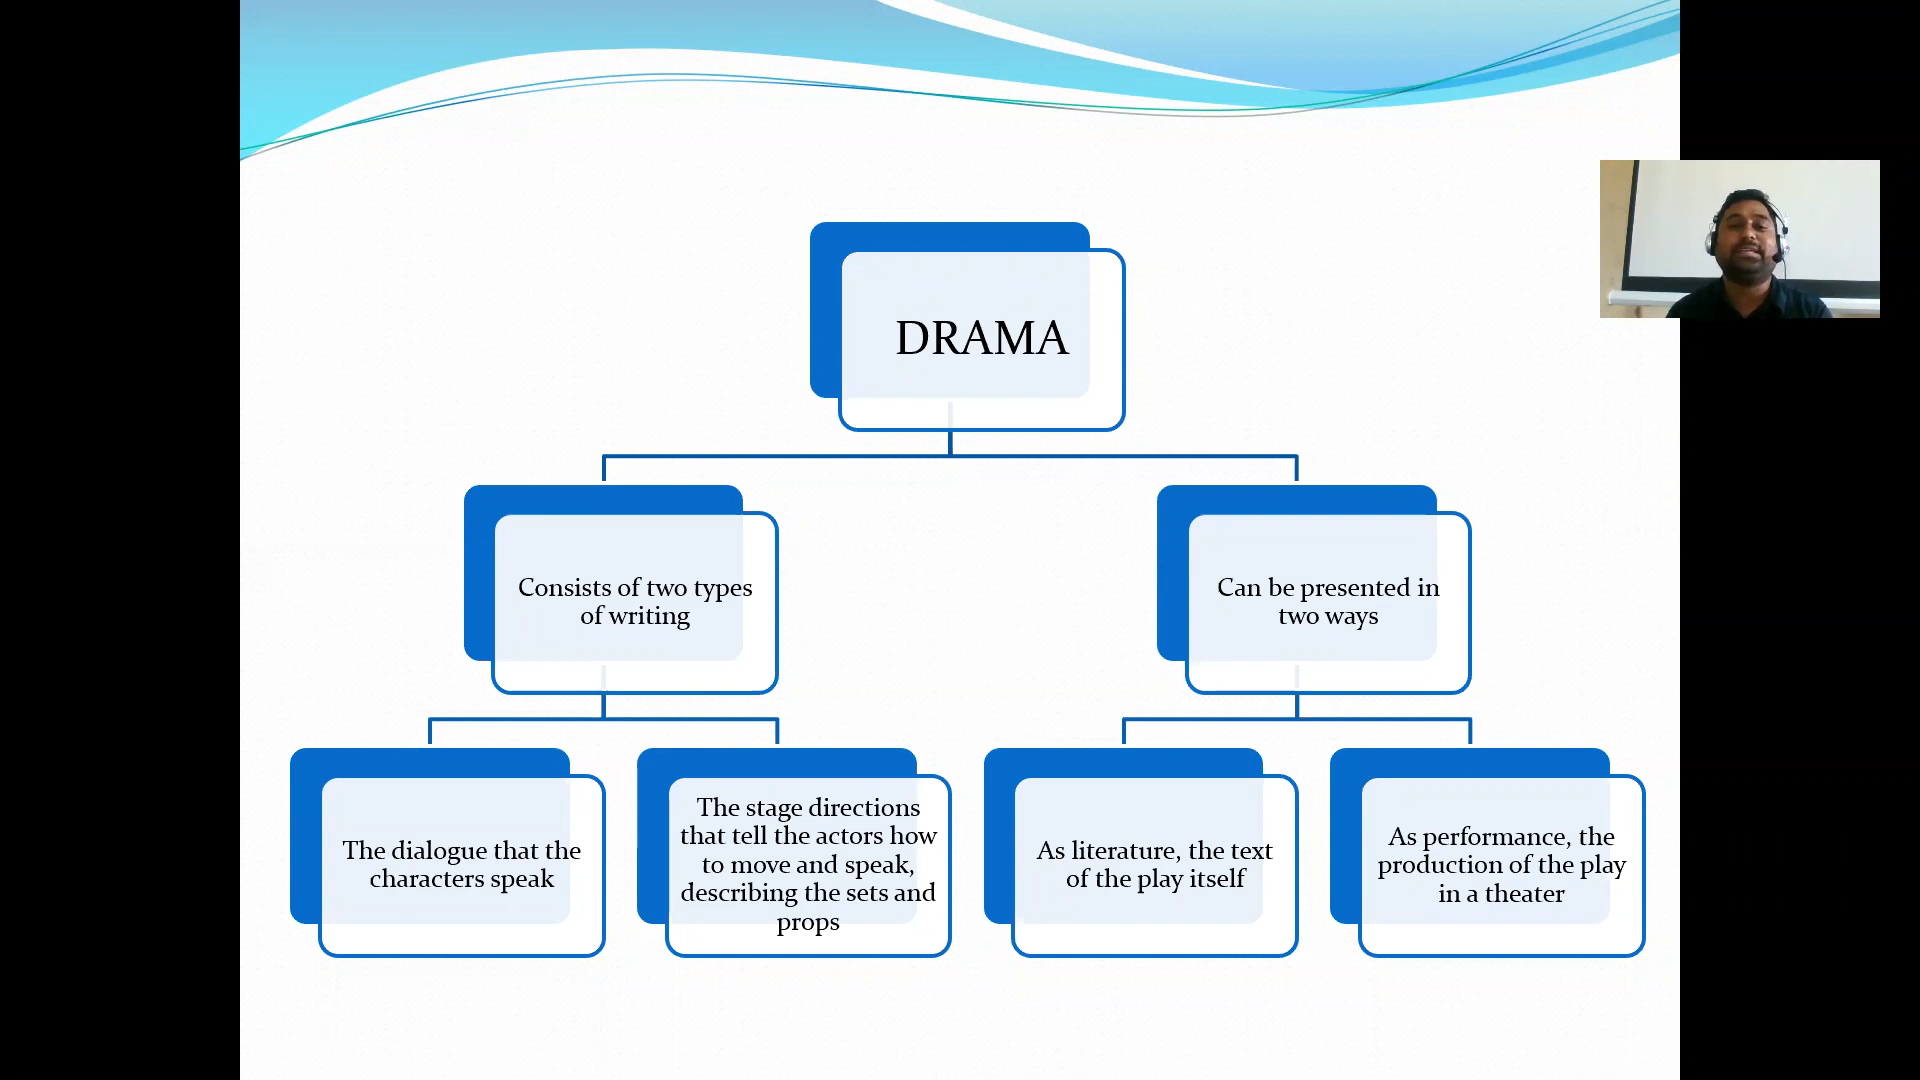 DRAMA
Consists of two types
of writing
Can be presented in
two ways
The dialogue that the
characters speak
The stage directions
that tell the actors how
to move and speak,
describing the sets and
props
As literature, the text
of the play itself
As performance, the
production of the play
in a theater